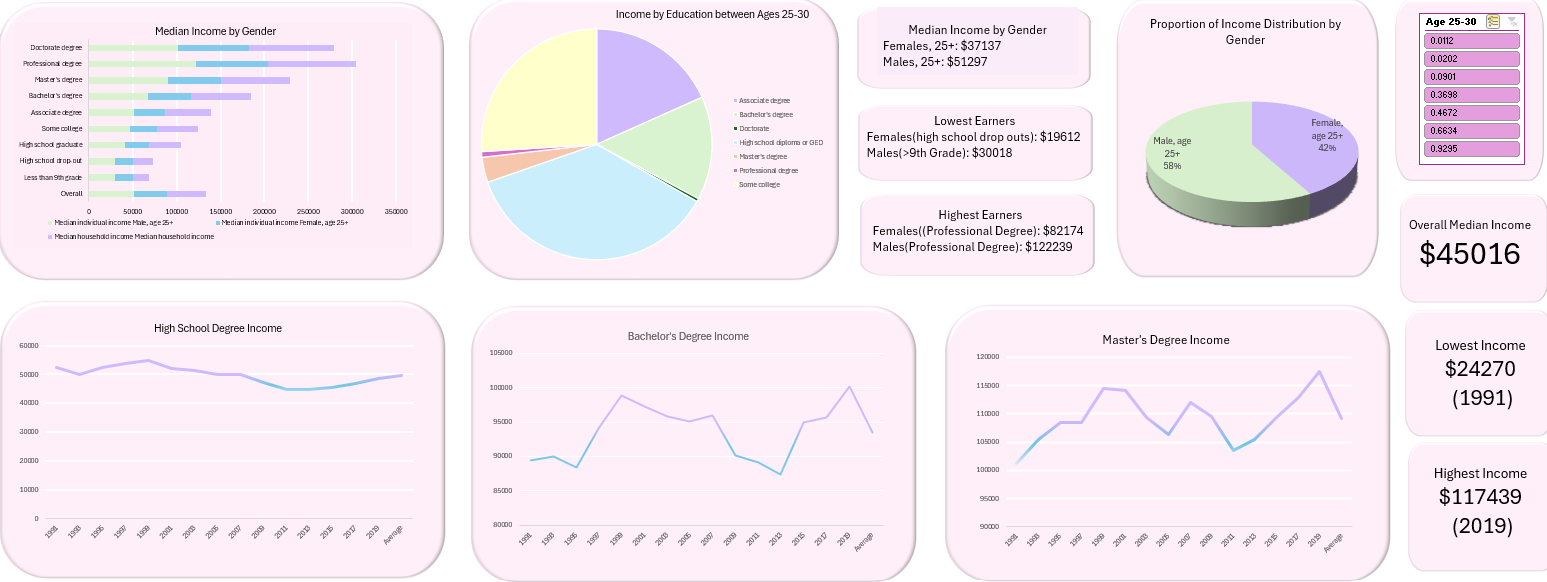 Median Income by Gender
Doctorate degree
Professional degree
Master's degree
Bachelor's degree
Associate degree
Some college
High school graduate
High school drop-out
Less than 9th grade
Overall
0 50000 100000 150000 200000 250000 300000 350000
Median individual income Male, age 25+
Median individual income Female, age 25+
Median household income Median household income
Income by Education between Ages 25-30
Associate degree
Bachelor's degree
Doctorate
High school diploma or GED
Master's degree
Professional degree
Some college
Median Income by Gender
Females, 25+: $37137
Males, 25+: $51297
Lowest Earners
Females(high school drop outs): $19612
Males(>9th Grade): $30018
Highest Earners
Females((Professional Degree): $82174
Males(Professional Degree): $122239
Proportion of Income Distribution by
Gender
Female,
age 25+
42%
Male, age
25+
58%
Age 25-30
0.0112
0.0202
0.0901
0.3698
0.4672
0.6634
0.9295
Overall Median Income
$45016
High School Degree Income
60000
50000
40000
30000
20000
10000
0
1991 1993 1995 1997 1999 2001 2003 2005 2007 2009 2011 2013 2015 2017 2019 Average
Bachelor's Degree Income
105000
100000
95000
90000
85000
80000
1991 1993 1995 1997 1999 2001 2003 2005 2007 2009 2011 2013 2015 2017 2019 Average
Master's Degree Income
120000
115000
110000
105000
100000
95000
90000
1991 1993 1995 1997 1999 2001 2003 2005 2007 2009 2011 2013 2015 2017 2019 Average
Lowest Income
$24270
(1991)
Highest Income
$117439
(2019)